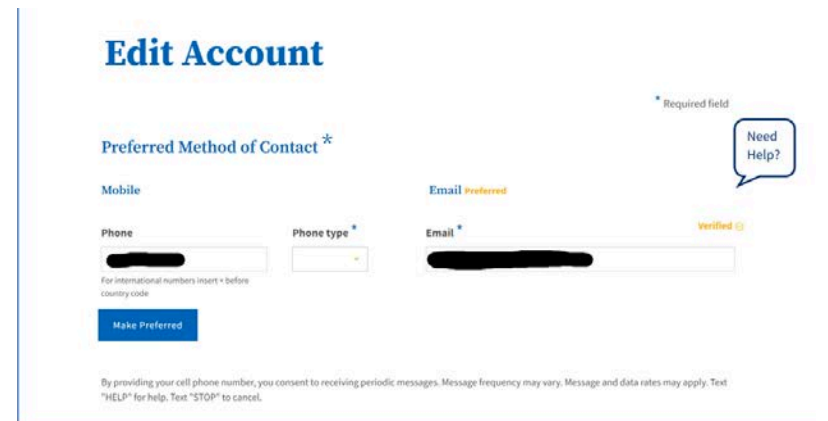 Edit Account
* Required field
Need
Help?
Preferred Method of Contact *
Mobile
Email Preferred
Verified
Phone
Phone type *
Email *
For international numbers insert + before
country code
Make Preferred
By providing your cell phone number, you consent to receiving periodic messages. Message frequency may vary. Message and data rates may apply. Text
"HELP" for help. Text "STOP" to cancel.